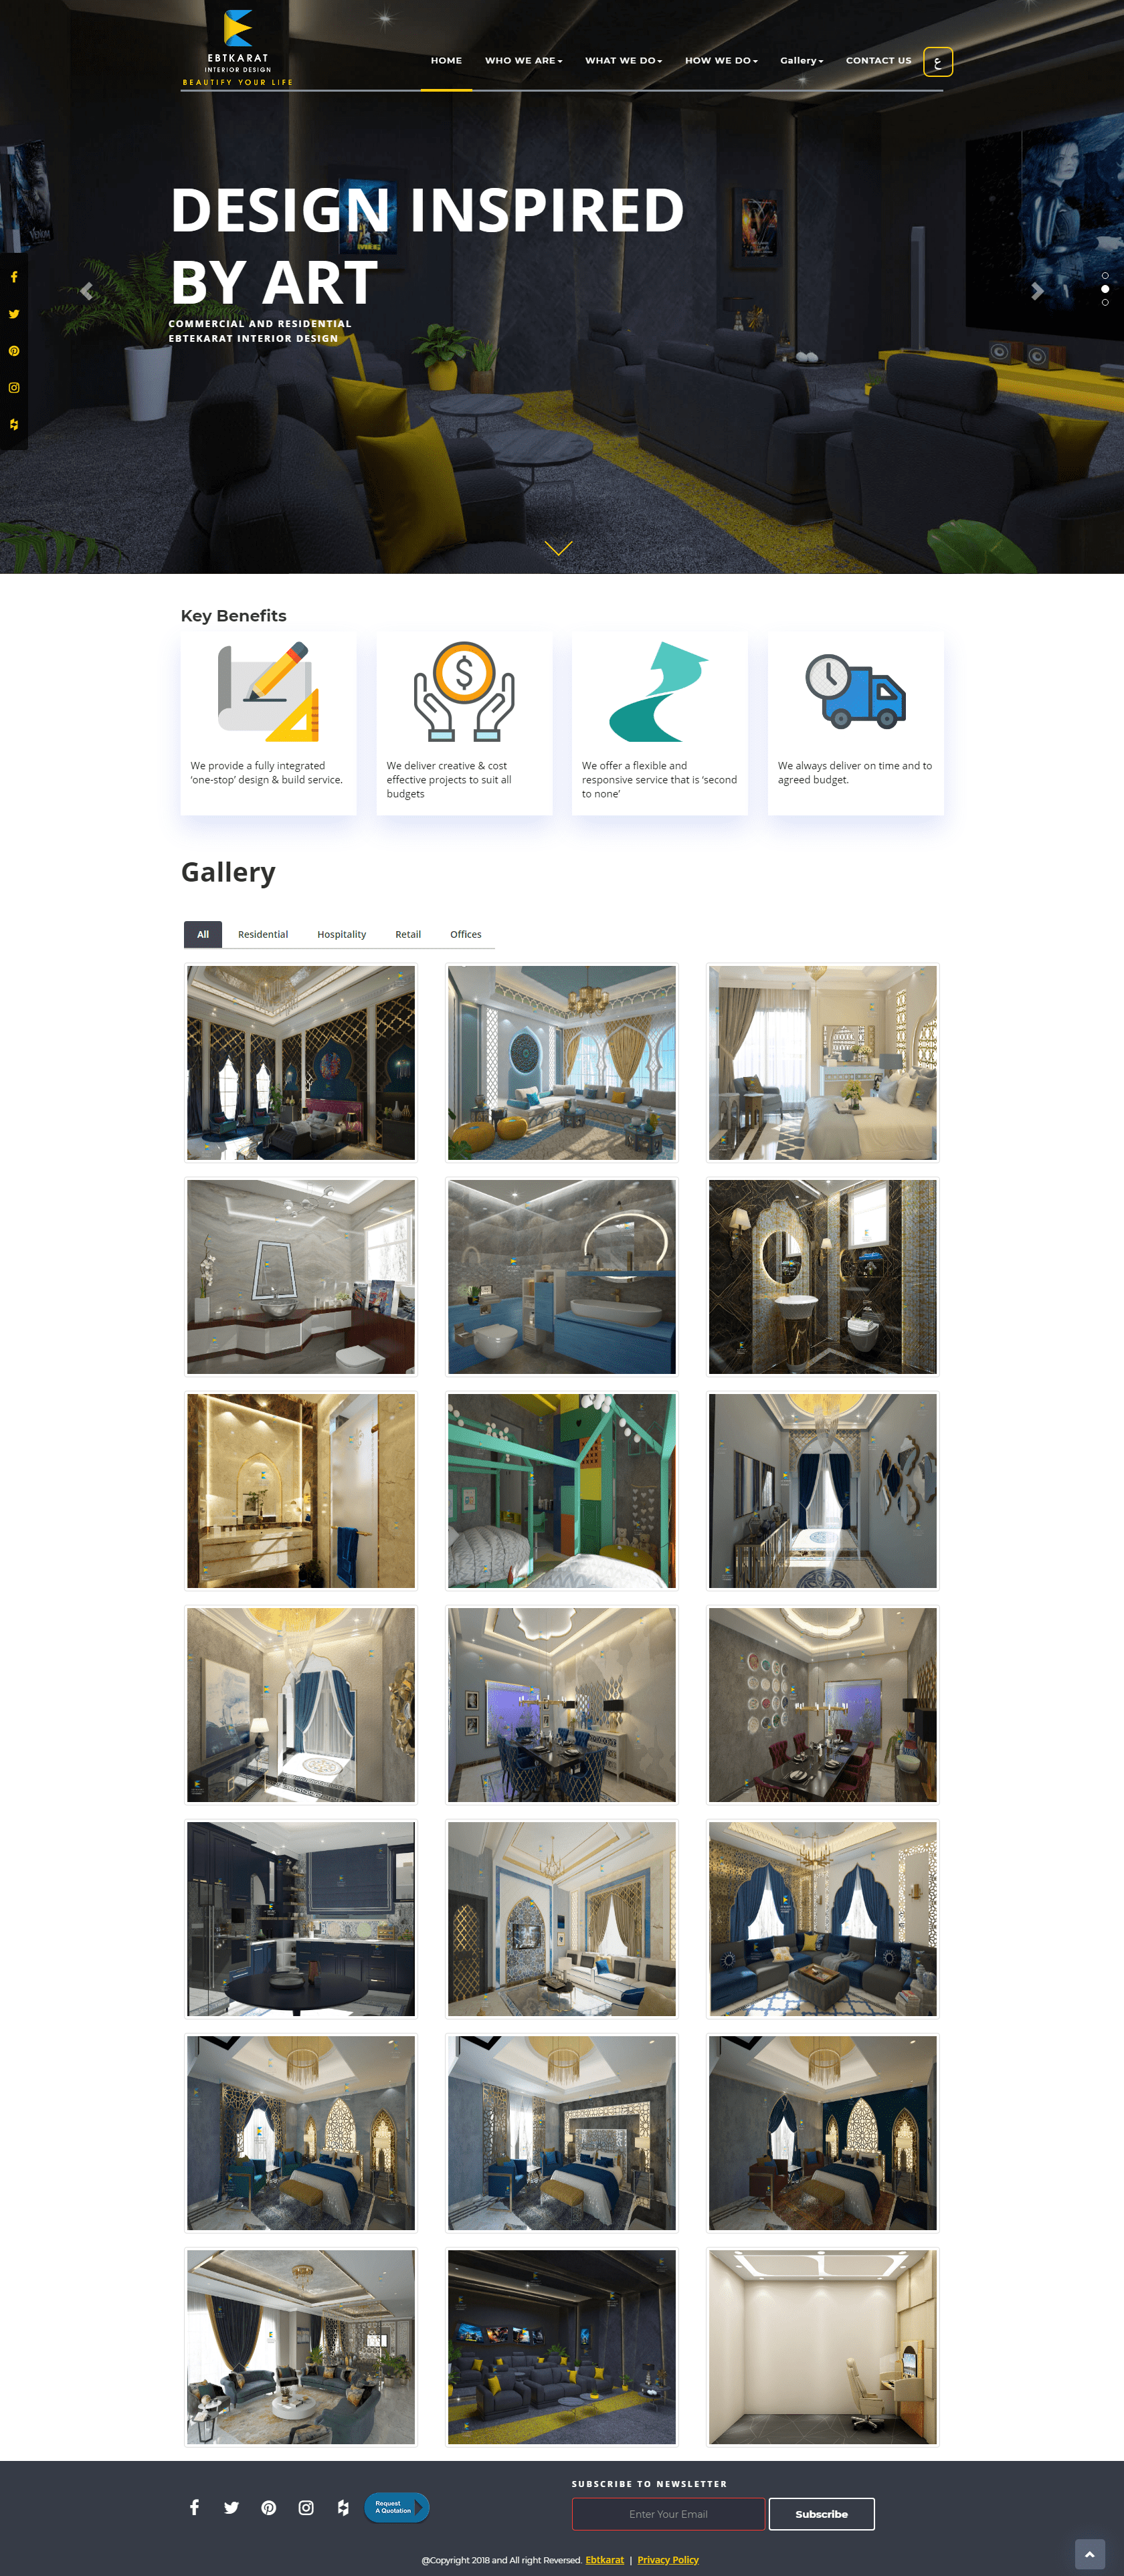 EBTKARAT
INTERIOR DESIGN
BEAUTIFY YOUR LIFE
HOME
WHO WE ARE
WHAT WE DO
HOW WE DO
Gallery
CONTACT US
ع
DESIGN INSPIRED
BY ART
COMMERCIAL AND RESIDENTIAL
EBTEKARAT INTERIOR DESIGN
VENOM
Key Benefits
We provide a fully integrated
‘one-stop’ design & build service.
We deliver creative & cost
effective projects to suit all
budgets
We offer a flexible and
responsive service that is ‘second
to none’
We always deliver on time and to
agreed budget.
Gallery
All
Residential
Hospitality
Retail
Offices
Request
A Quotation
SUBSCRIBE TO NEWSLETTER
Enter Your Email
Subscribe
@Copyright 2018 and All right Reversed. Ebtkarat | Privacy Policy